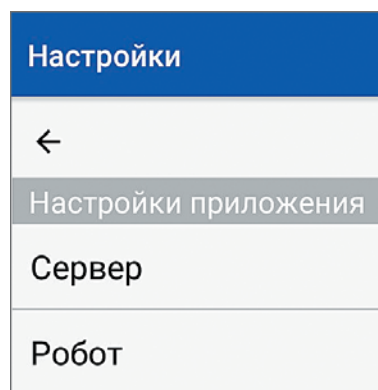 Настройки
←
Настройки приложения
Сервер
Робот